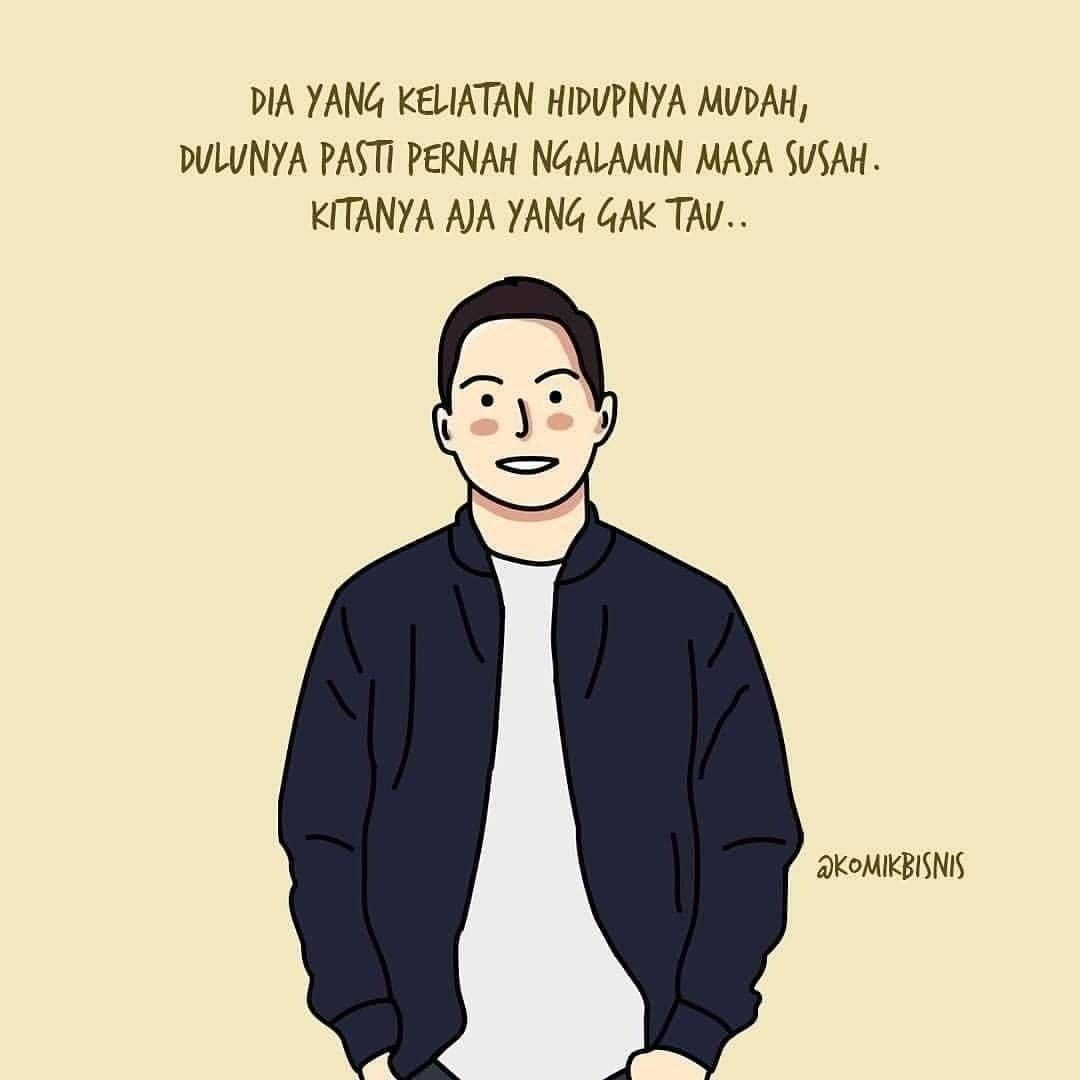 DIA YANG KELIATAN HIDUPNYA MUDAH,
DULUNYA PASTI PERNAH NGALAMIN MASA SUSAH.
KITANYA AJA YANG GAK TAU..
@KOMIKBISNIS